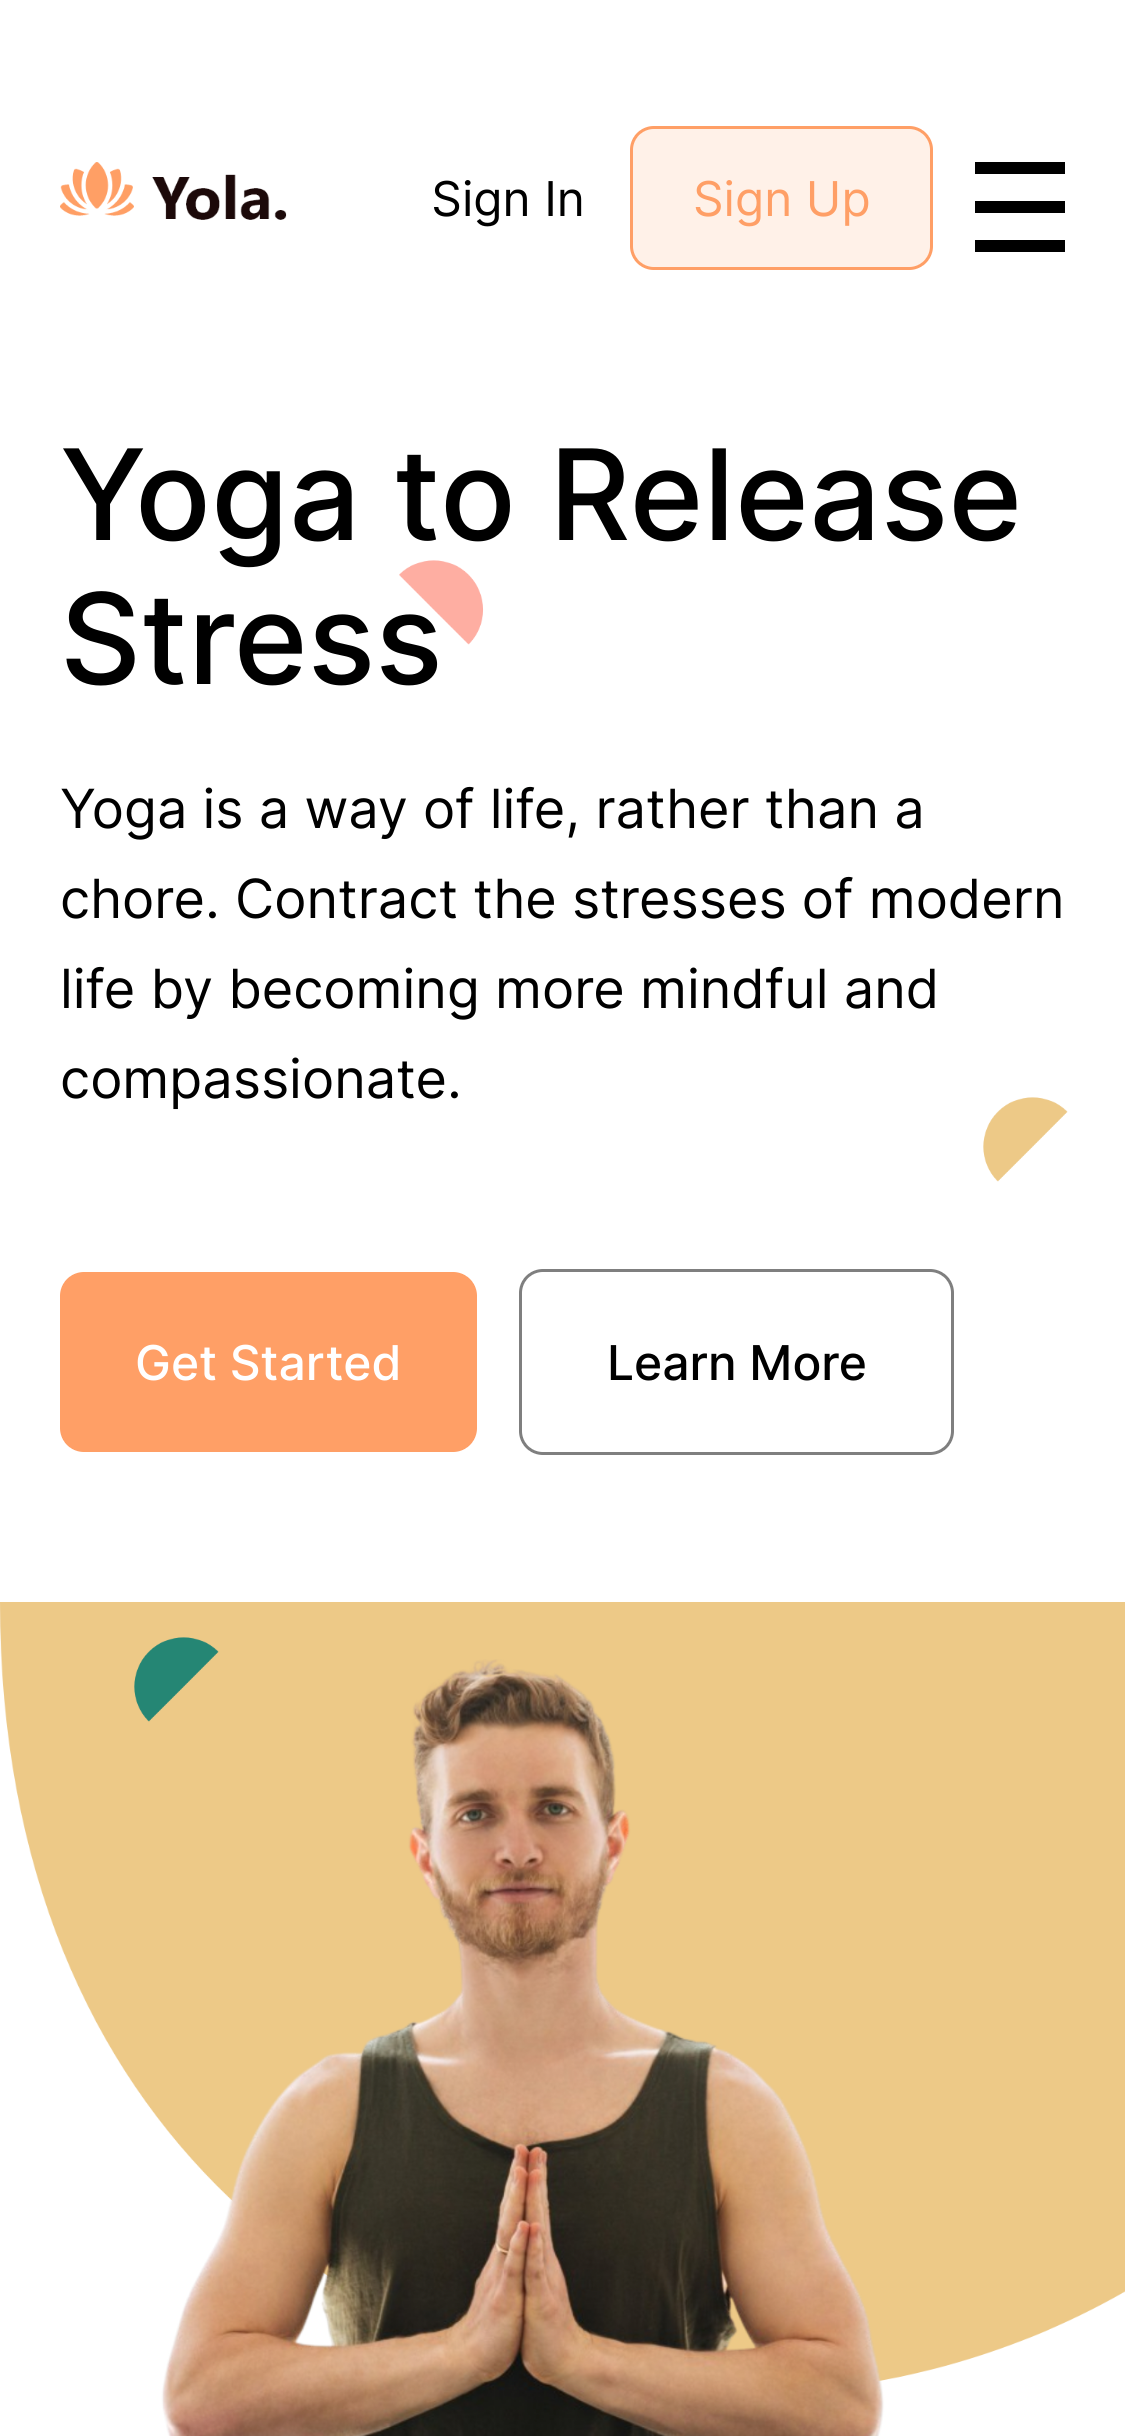 Yola.
Sign In
Sign Up
Yoga to Release
Stress
Yoga is a way of life, rather than a
chore. Contract the stresses of modern
life by becoming more mindful and
compassionate.
Get Started
Learn More